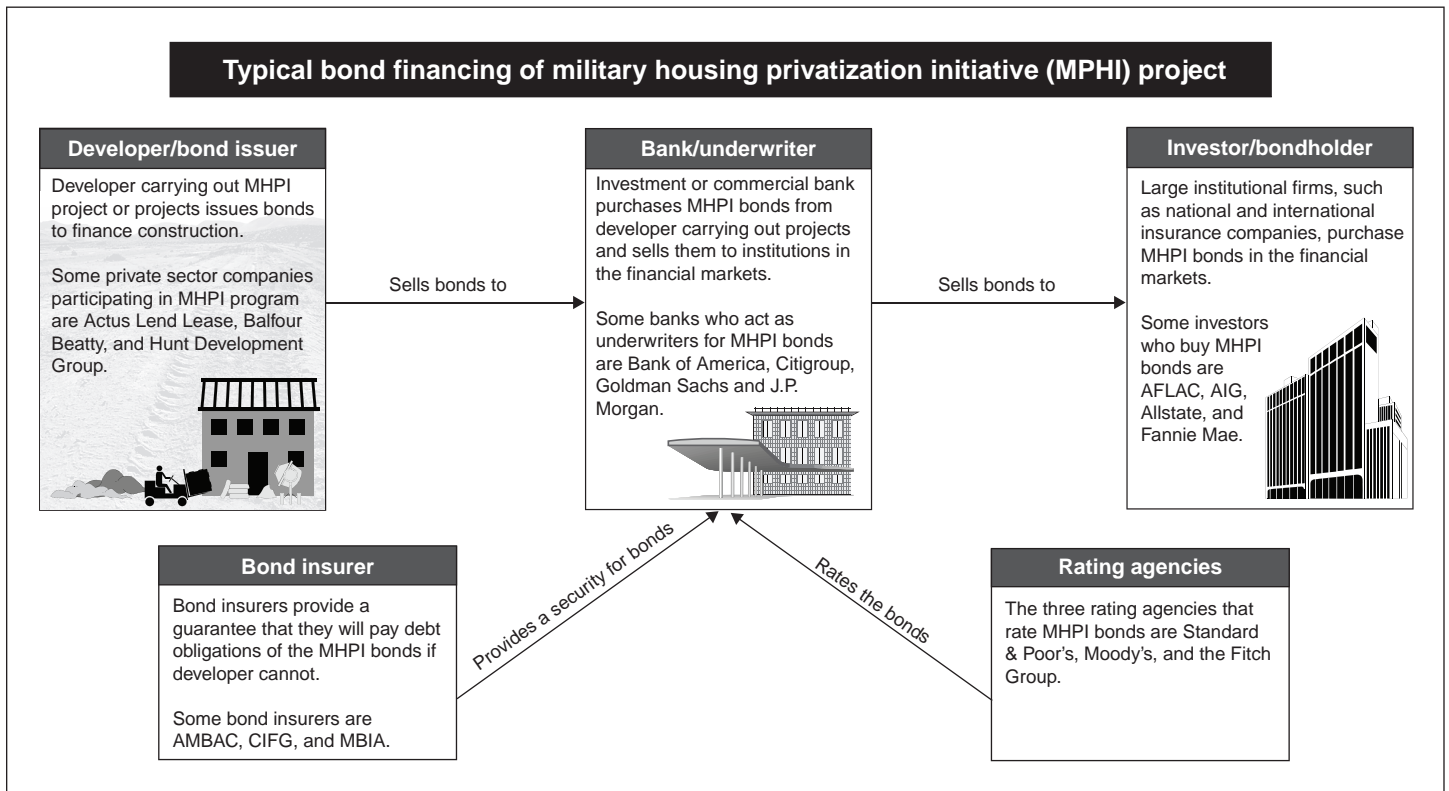 Typical bond financing of military housing privatization initiative (MPHI) project
Developer/bond issuer
Developer carrying out MHPI
project or projects issues bonds
to finance construction.
Some private sector companies
participating in MHPI program
are Actus Lend Lease, Balfour
Beatty, and Hunt Development
Group.
Sells bonds to
Bank/underwriter
Investment or commercial bank
purchases MHPI bonds from
developer carrying out projects
and sells them to institutions in
the financial markets.
Some banks who act as
underwriters for MHPI bonds
are Bank of America, Citigroup,
Goldman Sachs and J.P.
Morgan.
Sells bonds to
Investor/bondholder
Large institutional firms, such
as national and international
insurance companies, purchase
MHPI bonds in the financial
markets.
Some investors
who buy MHPI
bonds are
AFLAC, AIG,
Allstate, and
Fannie Mae.
Bond insurer
Bond insurers provide a
guarantee that they will pay debt
obligations of the MHPI bonds if
developer cannot.
Some bond insurers are
AMBAC, CIFG, and MBIA.
Provides a security for bonds
Rates the bonds
Rating agencies
The three rating agencies that
rate MHPI bonds are Standard
& Poor's, Moody's, and the Fitch
Group.